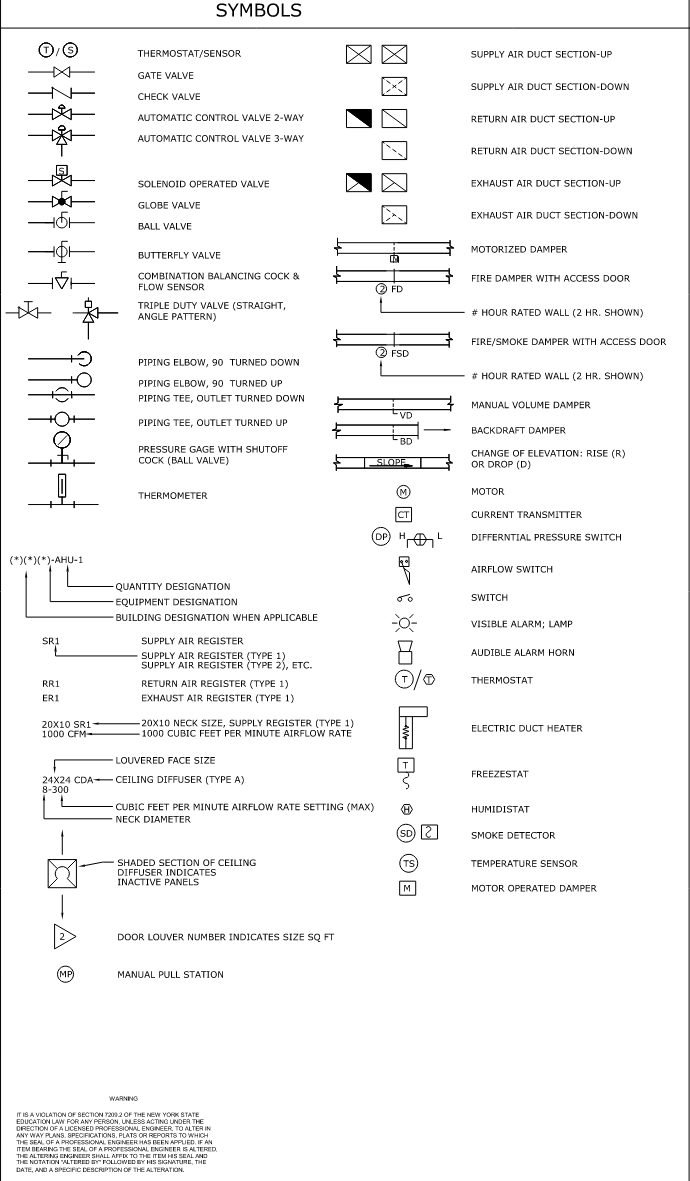 SYMBOLS
T / S
THERMOSTAT/SENSOR
GATE VALVE
CHECK VALVE
AUTOMATIC CONTROL VALVE 2-WAY
AUTOMATIC CONTROL VALVE 3-WAY
S
SOLENOID OPERATED VALVE
GLOBE VALVE
BALL VALVE
BUTTERFLY VALVE
COMBINATION BALANCING COCK &
FLOW SENSOR
TRIPLE DUTY VALVE (STRAIGHT,
ANGLE PATTERN)
PIPING ELBOW, 90 TURNED DOWN
PIPING ELBOW, 90 TURNED UP
PIPING TEE, OUTLET TURNED DOWN
PIPING TEE, OUTLET TURNED UP
PRESSURE GAGE WITH SHUTOFF
COCK (BALL VALVE)
THERMOMETER
(*)(*)(*)-AHU-1
QUANTITY DESIGNATION
EQUIPMENT DESIGNATION
BUILDING DESIGNATION WHEN APPLICABLE
SR1 SUPPLY AIR REGISTER
SUPPLY AIR REGISTER (TYPE 1)
SUPPLY AIR REGISTER (TYPE 2), ETC.
RR1 RETURN AIR REGISTER (TYPE 1)
ER1 EXHAUST AIR REGISTER (TYPE 1)
20X10 SR1 20X10 NECK SIZE, SUPPLY REGISTER (TYPE 1)
1000 CFM 1000 CUBIC FEET PER MINUTE AIRFLOW RATE
LOUVERED FACE SIZE
24X24 CDA CEILING DIFFUSER (TYPE A)
8-300
CUBIC FEET PER MINUTE AIRFLOW RATE SETTING (MAX)
NECK DIAMETER
SHADED SECTION OF CEILING
DIFFUSER INDICATES
INACTIVE PANELS
2 DOOR LOUVER NUMBER INDICATES SIZE SQ FT
MP MANUAL PULL STATION
SUPPLY AIR DUCT SECTION-UP
SUPPLY AIR DUCT SECTION-DOWN
RETURN AIR DUCT SECTION-UP
RETURN AIR DUCT SECTION-DOWN
EXHAUST AIR DUCT SECTION-UP
EXHAUST AIR DUCT SECTION-DOWN
MOTORIZED DAMPER
M
FIRE DAMPER WITH ACCESS DOOR
2 FD
# HOUR RATED WALL (2 HR. SHOWN)
FIRE/SMOKE DAMPER WITH ACCESS DOOR
2 FSD
# HOUR RATED WALL (2 HR. SHOWN)
MANUAL VOLUME DAMPER
VD
BACKDRAFT DAMPER
BD
CHANGE OF ELEVATION: RISE (R)
SLOPE OR DROP (D)
M MOTOR
CT CURRENT TRANSMITTER
DP H L DIFFERNTIAL PRESSURE SWITCH
AIRFLOW SWITCH
SWITCH
VISIBLE ALARM; LAMP
AUDIBLE ALARM HORN
T / T THERMOSTAT
ELECTRIC DUCT HEATER
T
FREEZESTAT
H HUMIDISTAT
SD SMOKE DETECTOR
TS TEMPERATURE SENSOR
M MOTOR OPERATED DAMPER
WARNING
IT IS A VIOLATION OF SECTION 7209.2 OF THE NEW YORK STATE
EDUCATION LAW FOR ANY PERSON, UNLESS ACTING UNDER THE
DIRECTION OF A LICENSED PROFESSIONAL ENGINEER, TO ALTER IN
ANY WAY PLANS, SPECIFICATIONS, PLATS OR REPORTS TO WHICH
THE SEAL OF A PROFESSIONAL ENGINEER HAS BEEN APPLIED. IF AN
ITEM BEARING THE SEAL OF A PROFESSIONAL ENGINEER IS ALTERED,
THE ALTERING ENGINEER SHALL AFFIX TO THE ITEM HIS SEAL AND
THE NOTATION "ALTERED BY" FOLLOWED BY HIS SIGNATURE, THE
DATE, AND A SPECIFIC DESCRIPTION OF THE ALTERATION.